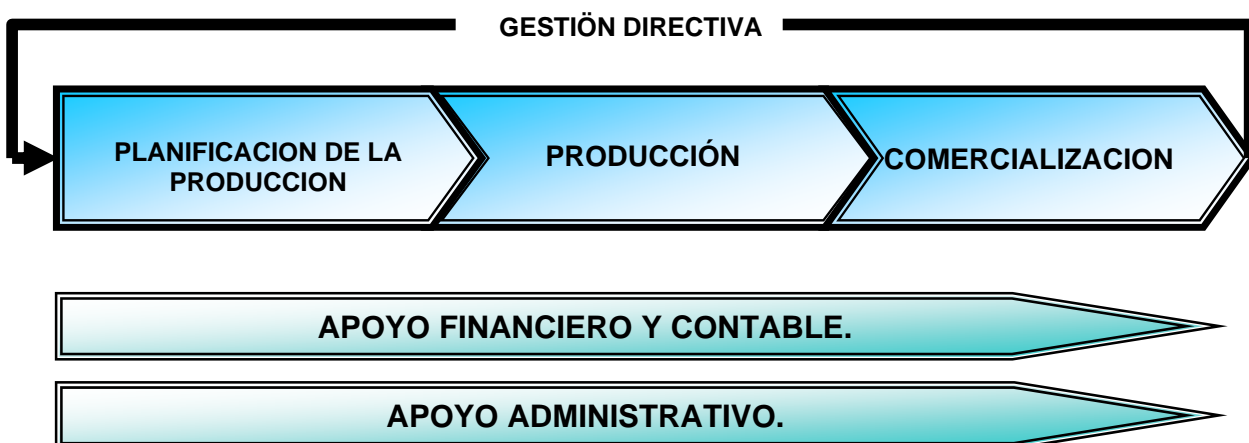 GESTIÖN DIRECTIVA
PLANIFICACION DE LA
PRODUCCION
PRODUCCIÓN
COMERCIALIZACION
APOYO FINANCIERO Y CONTABLE.
APOYO ADMINISTRATIVO.